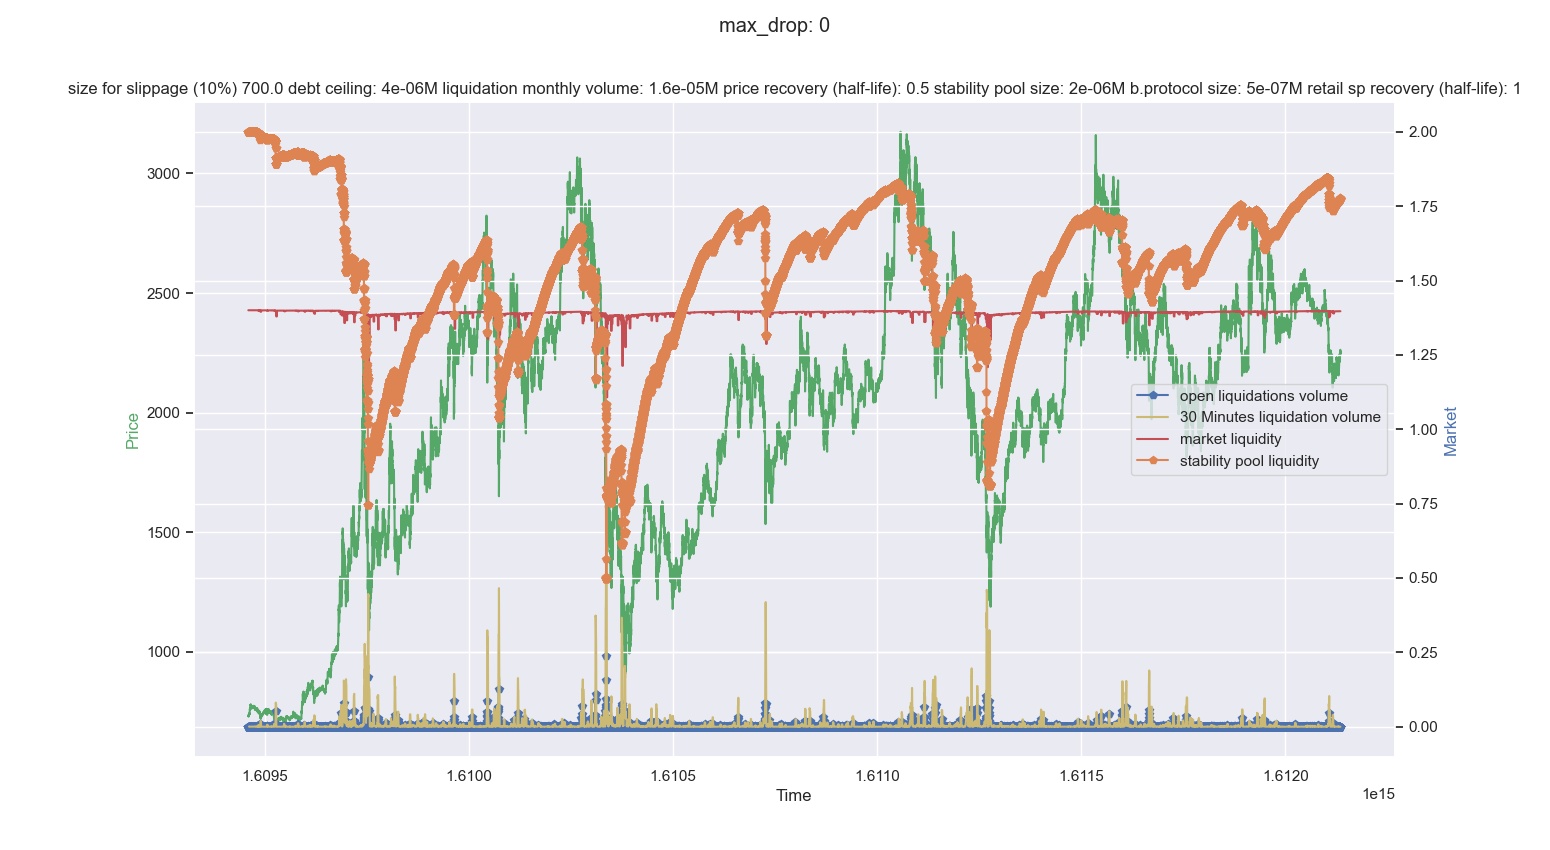 max_drop: 0
size for slippage (10%) 700.0 debt ceiling: 4e-06M liquidation monthly volume: 1.6e-05M price recovery (half-life): 0.5 stability pool size: 2e-06M b.protocol size: 5e-07M retail sp recovery (half-life): 1
3000
2500
2000
1500
1000
Price
2.00
1.75
1.50
1.25
1.00
0.75
0.50
0.25
0.00
Market
open liquidations volume
30 Minutes liquidation volume
market liquidity
stability pool liquidity
1.6095
1.6100
1.6105
1.6110
1.6115
1.6120
Time
1e15